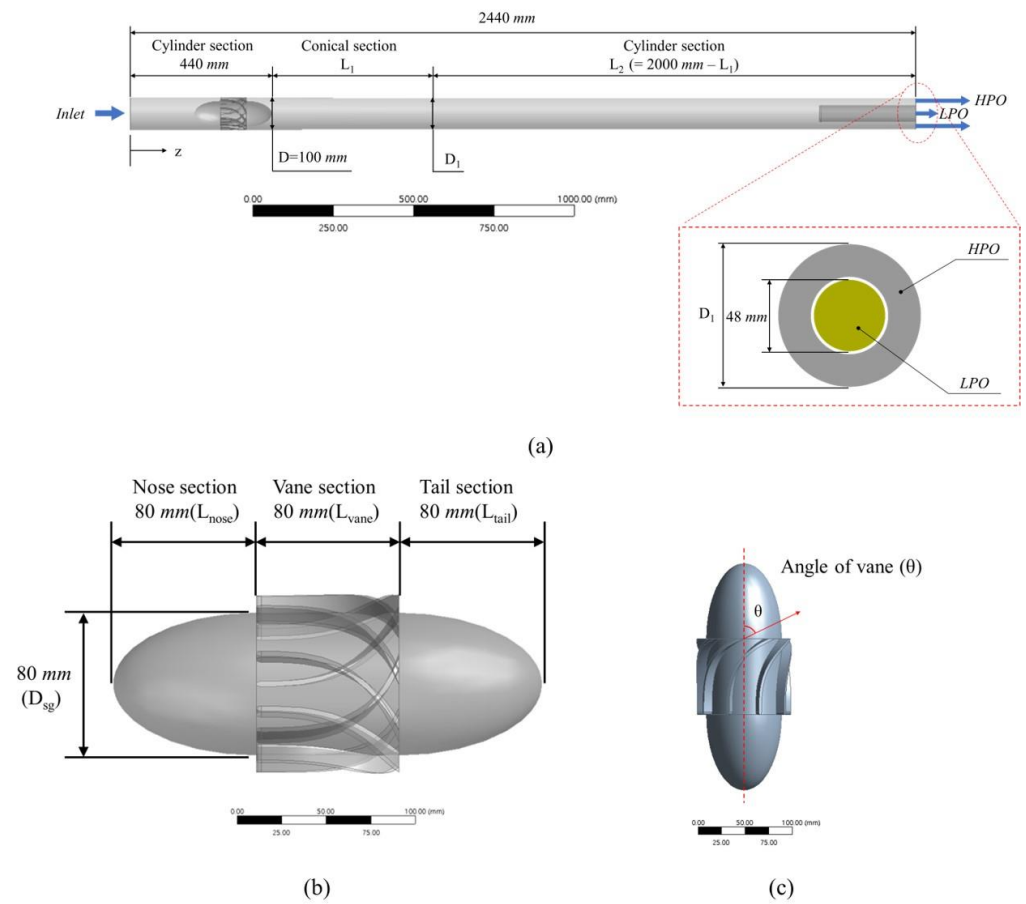 2440 mm
Cylinder section
440 mm
Conical section
L₁
Cylinder section
L₂ (= 2000 mm – L₁)
Inlet
HPO
LPO
z
D=100 mm
D₁
0.00 500.00 1000.00 (mm)
250.00 750.00
HPO
D₁
48 mm
LPO
(a)
Nose section
80 mm(Lnose)
Vane section
80 mm(Lvane)
Tail section
80 mm(Ltail)
80 mm
(Dsg)
0.00 50.00 100.00 (mm)
25.00 75.00
(b)
Angle of vane (θ)
θ
0.00 50.00 100.00 (mm)
25.00 75.00
(c)